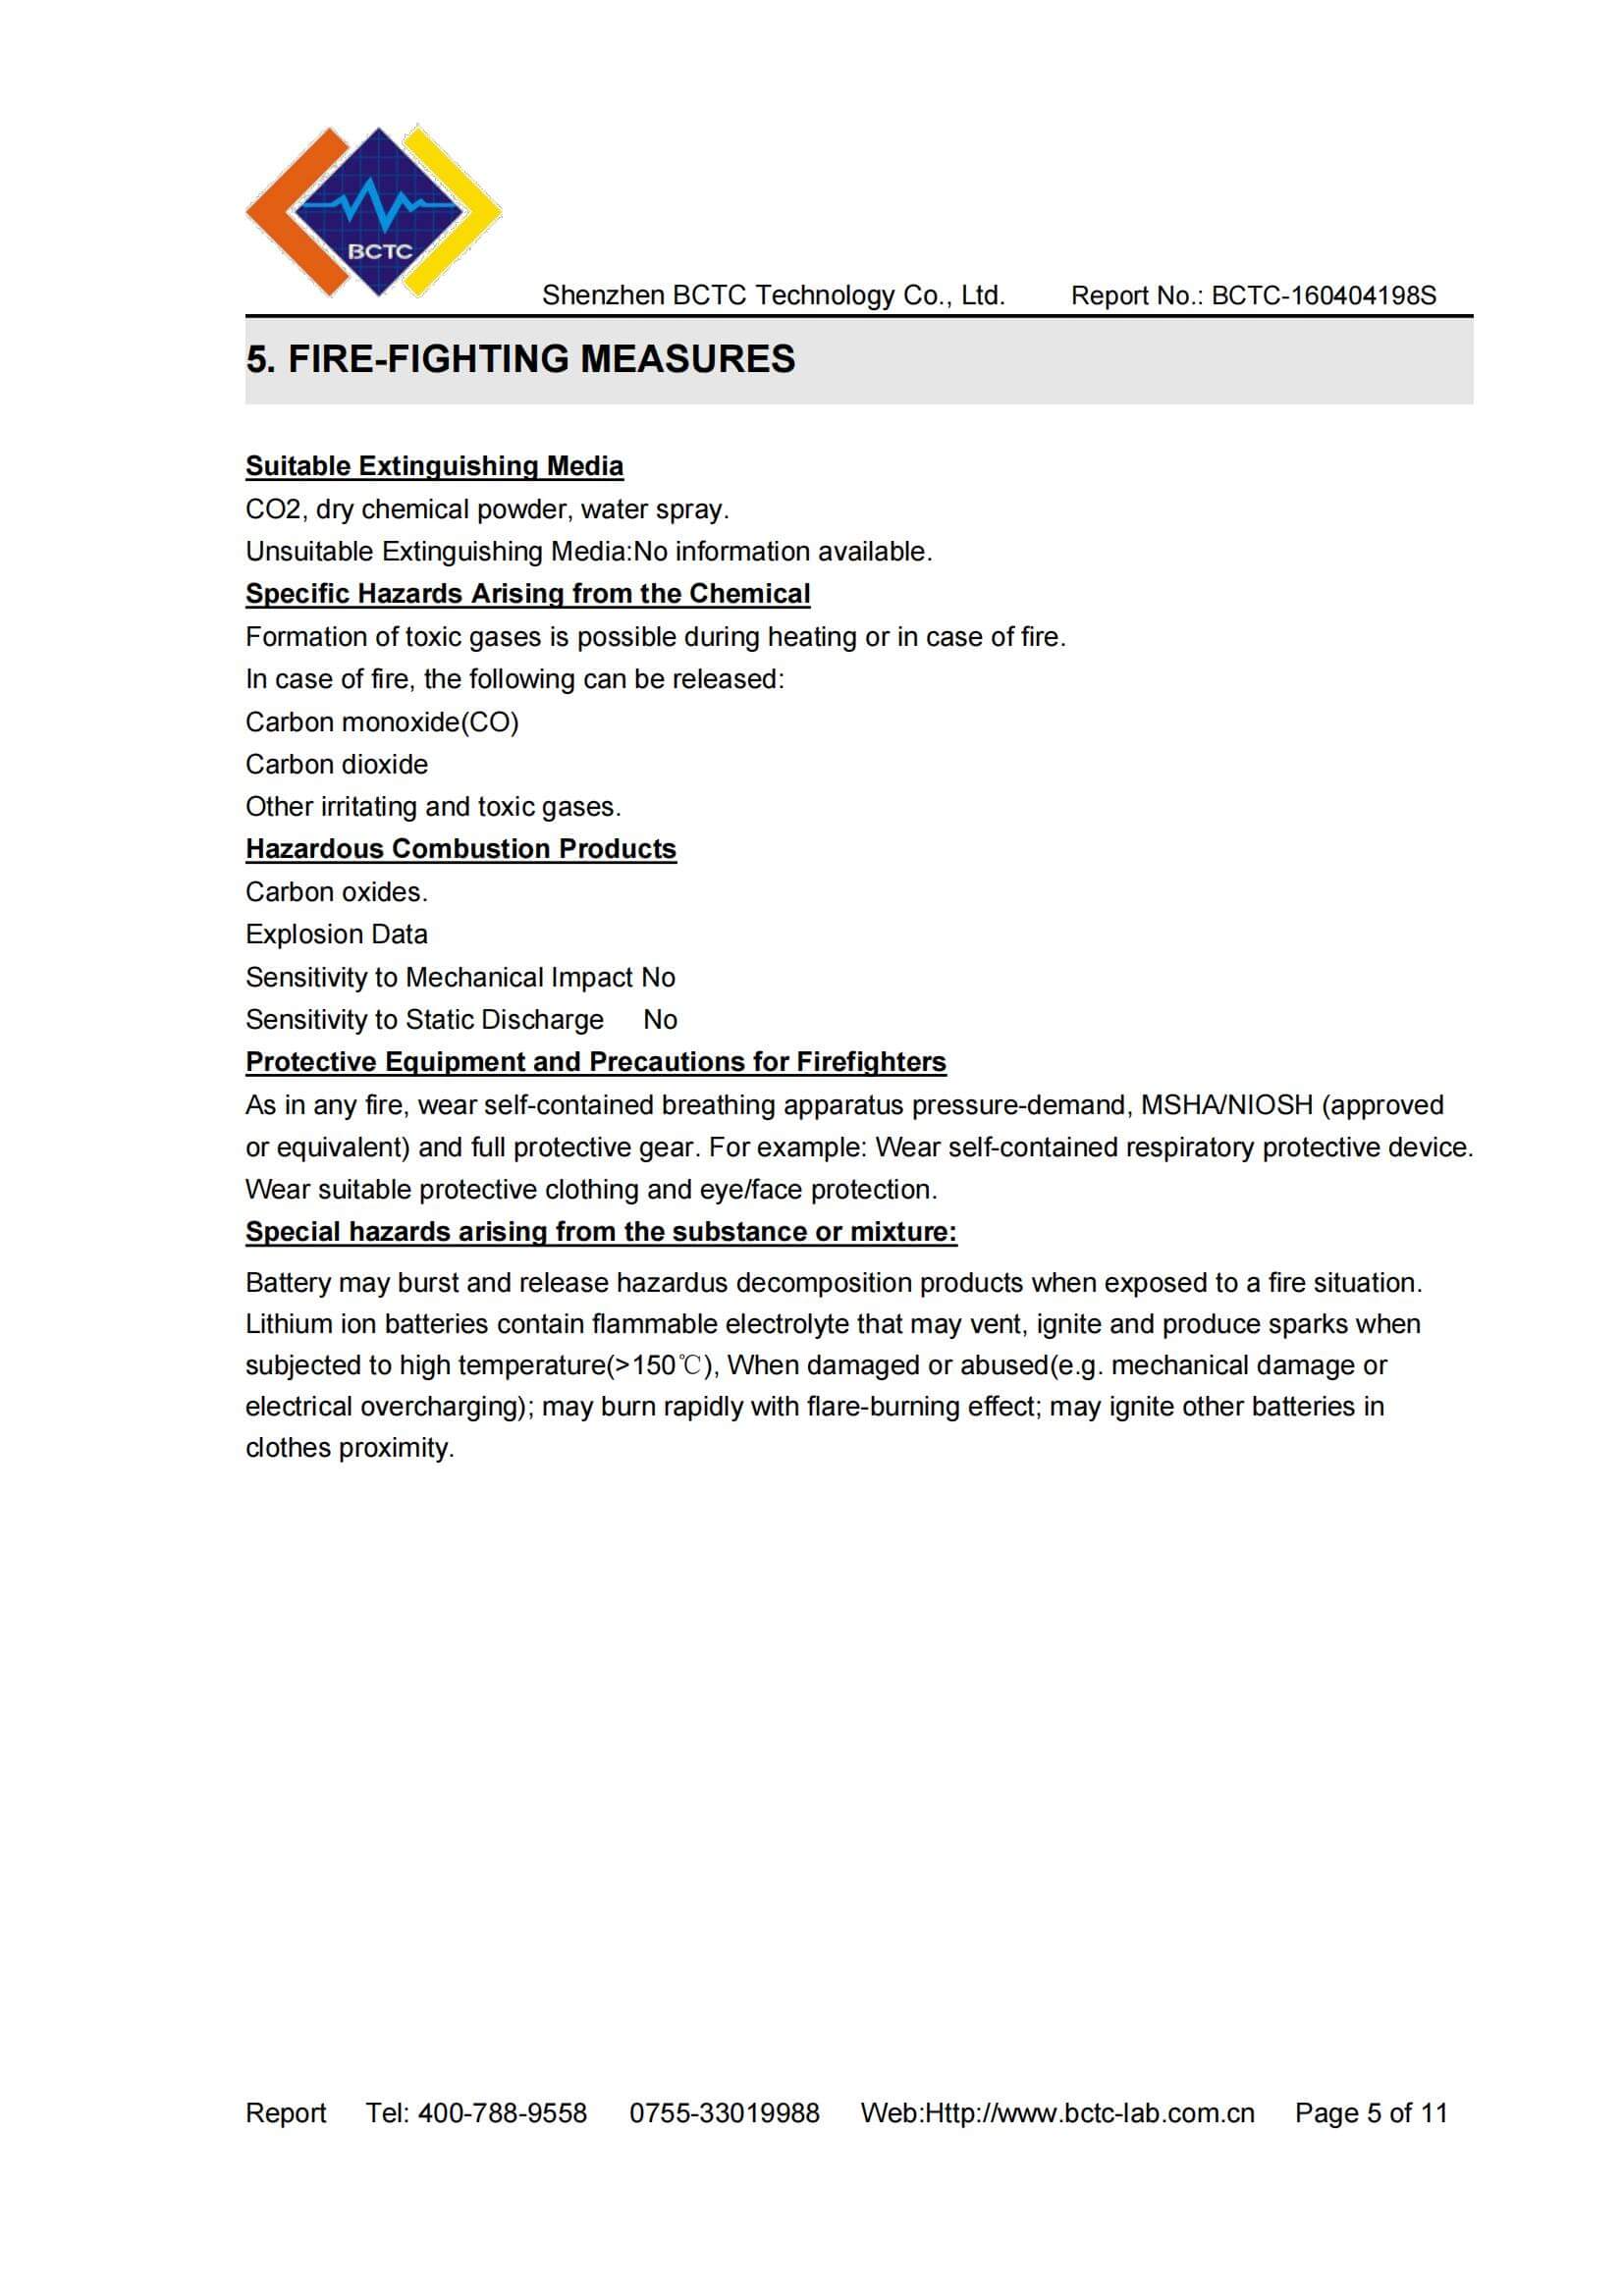 BCTC
Shenzhen BCTC Technology Co., Ltd. Report No.: BCTC-160404198S
5. FIRE-FIGHTING MEASURES
Suitable Extinguishing Media
CO2, dry chemical powder, water spray.
Unsuitable Extinguishing Media:No information available.
Specific Hazards Arising from the Chemical
Formation of toxic gases is possible during heating or in case of fire.
In case of fire, the following can be released:
Carbon monoxide(CO)
Carbon dioxide
Other irritating and toxic gases.
Hazardous Combustion Products
Carbon oxides.
Explosion Data
Sensitivity to Mechanical Impact No
Sensitivity to Static Discharge No
Protective Equipment and Precautions for Firefighters
As in any fire, wear self-contained breathing apparatus pressure-demand, MSHA/NIOSH (approved
or equivalent) and full protective gear. For example: Wear self-contained respiratory protective device.
Wear suitable protective clothing and eye/face protection.
Special hazards arising from the substance or mixture:
Battery may burst and release hazardus decomposition products when exposed to a fire situation.
Lithium ion batteries contain flammable electrolyte that may vent, ignite and produce sparks when
subjected to high temperature(>150℃), When damaged or abused(e.g. mechanical damage or
electrical overcharging); may burn rapidly with flare-burning effect; may ignite other batteries in
clothes proximity.
Report Tel: 400-788-9558 0755-33019988 Web:Http://www.bctc-lab.com.cn Page 5 of 11